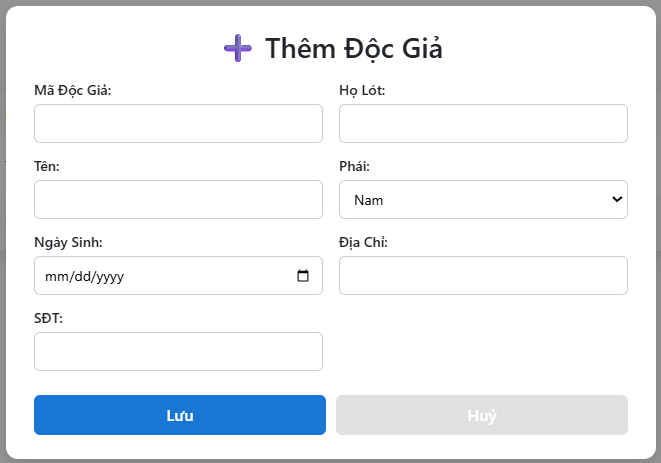 ➕ Thêm Độc Giả
Mã Độc Giả: Họ Lót:
Tên: Phái:
Nam
Ngày Sinh: Địa Chỉ:
mm/dd/yyyy
SĐT:
Lưu Huỷ